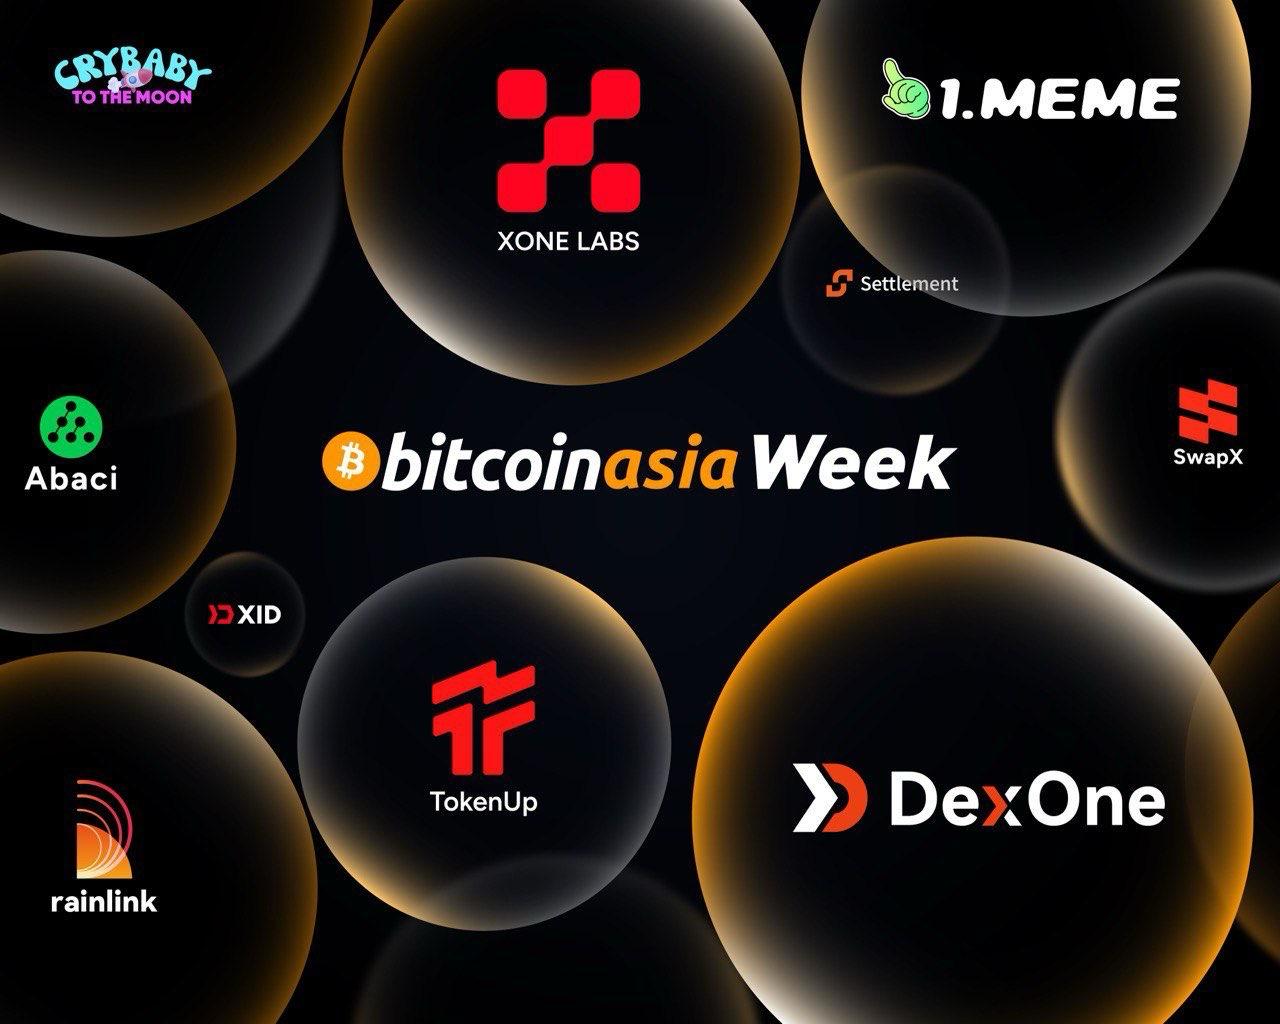 CRYBABY
TO THE MOON
XONE LABS
1.MEME
Settlement
Abaci
bitcoinasia Week
SwapX
XID
TokenUp
DexOne
rainlink